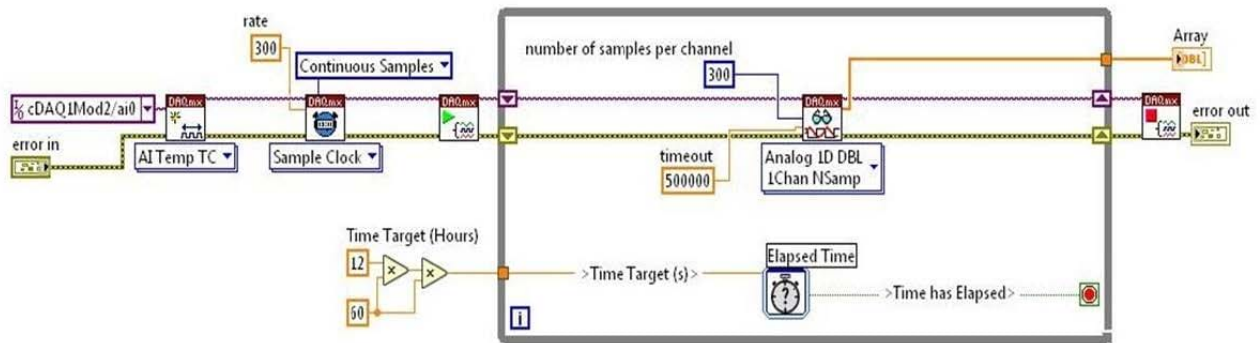 rate
300
Continuous Samples
number of samples per channel
300
Array
DBL
I/O cDAQ1Mod2/ai0
DAQmx
DAQmx
DAQmx
DAQmx
DAQmx
error in
AI Temp TC
Sample Clock
timeout
500000
Analog 1D DBL
1Chan NSamp
error out
Time Target (Hours)
12
x
x
60
>Time Target (s)>
Elapsed Time
?
>Time has Elapsed>
i